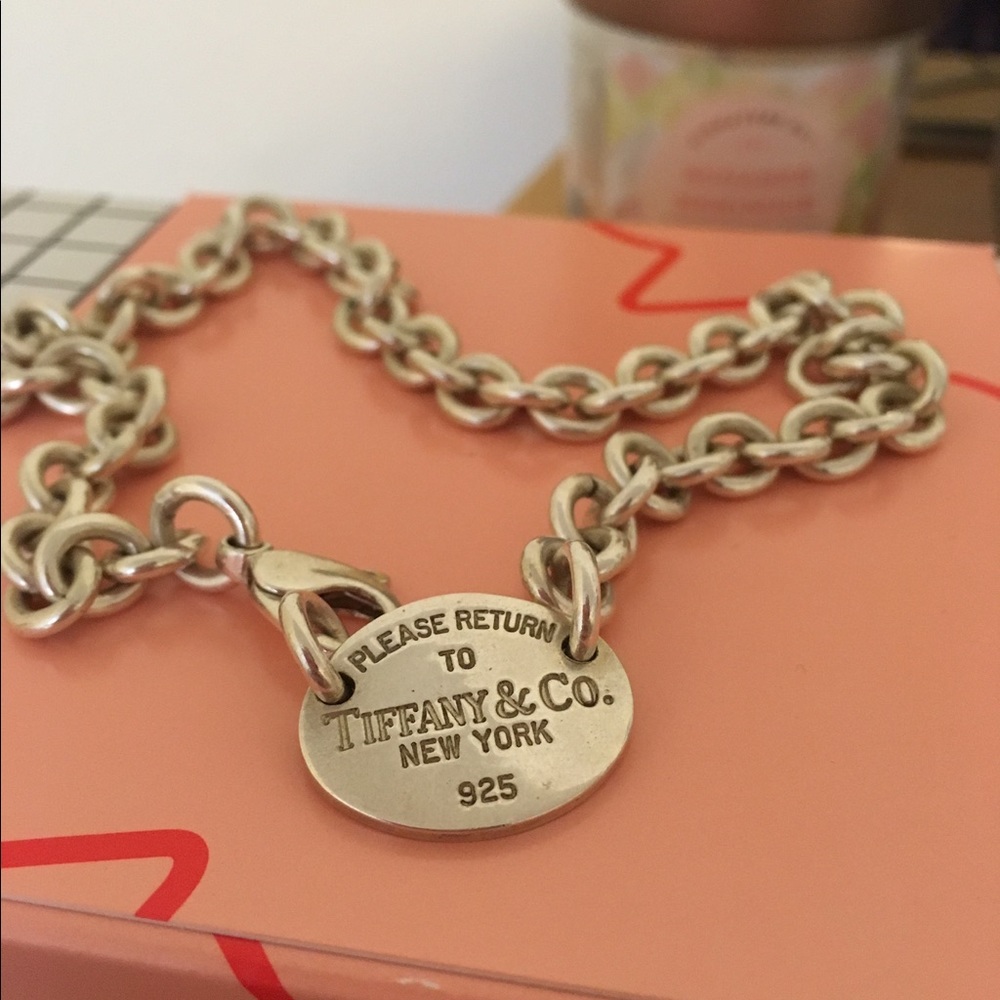 PLEASE RETURN
TO
TIFFANY & CO.
NEW YORK
925